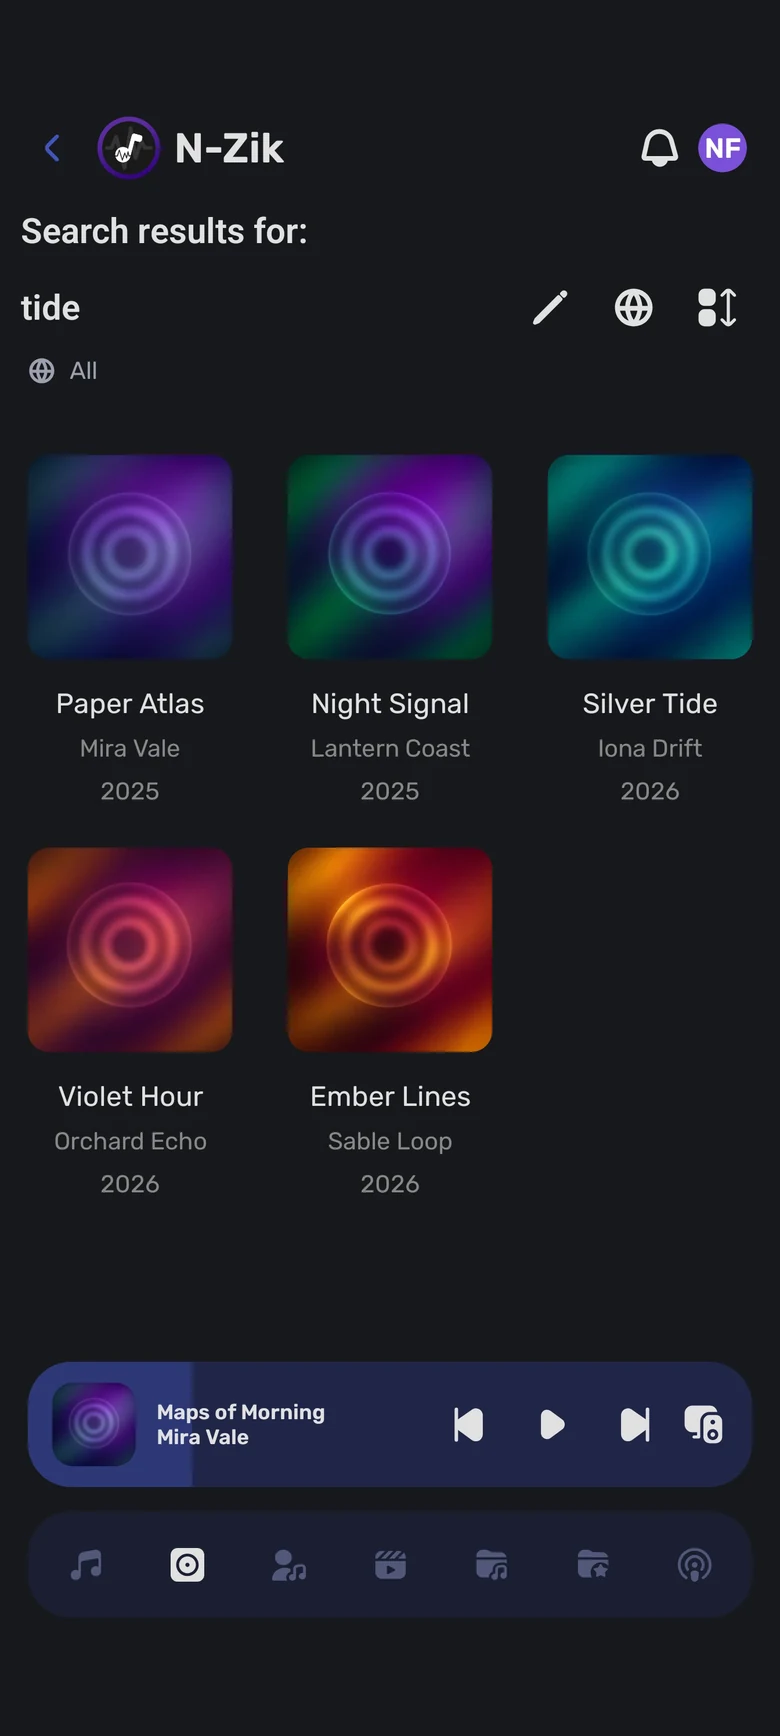 N-Zik
NF
Search results for:
tide
All
Paper Atlas
Mira Vale
2025
Night Signal
Lantern Coast
2025
Silver Tide
Iona Drift
2026
Violet Hour
Orchard Echo
2026
Ember Lines
Sable Loop
2026
Maps of Morning
Mira Vale